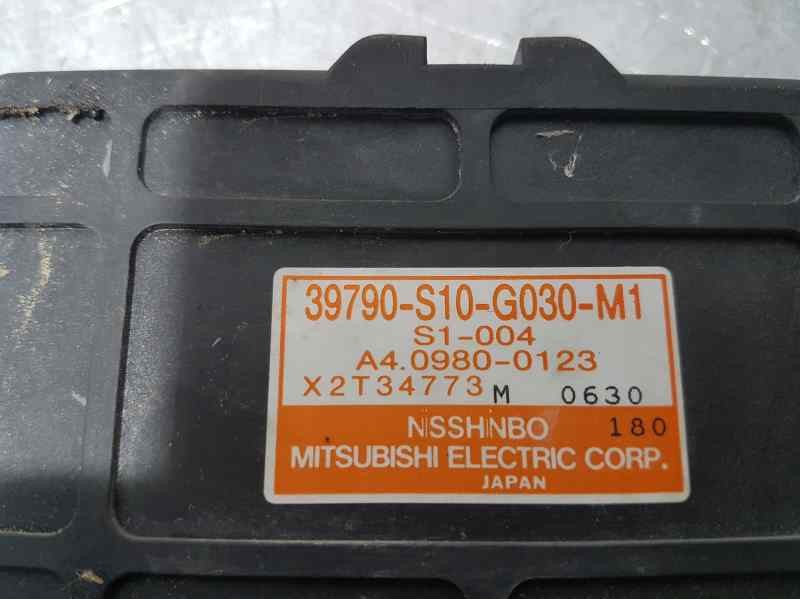 39790-S10-G030-M1
S1-004
A4.0980-0123
X2T34773 M 0630
NISSHINBO 180
MITSUBISHI ELECTRIC CORP.
JAPAN